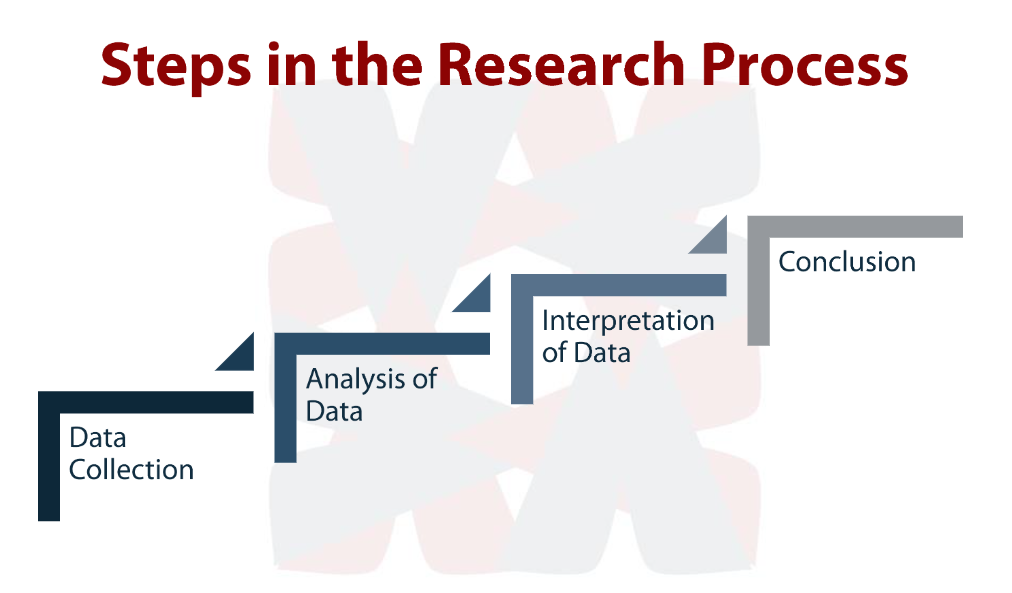 Steps in the Research Process
Data
Collection
Analysis of
Data
Interpretation
of Data
Conclusion